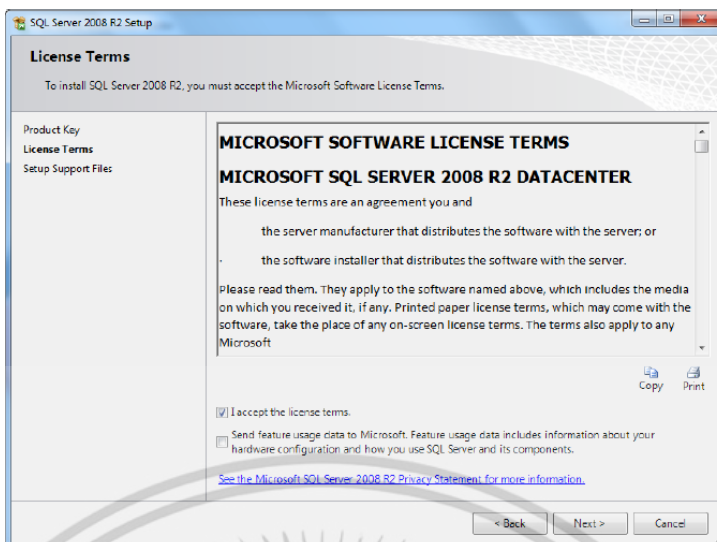 SQL Server 2008 R2 Setup
License Terms
To install SQL Server 2008 R2, you must accept the Microsoft Software License Terms.
Product Key
License Terms
Setup Support Files
MICROSOFT SOFTWARE LICENSE TERMS
MICROSOFT SQL SERVER 2008 R2 DATACENTER
These license terms are an agreement you and
the server manufacturer that distributes the software with the server; or
· the software installer that distributes the software with the server.
Please read them. They apply to the software named above, which includes the media
on which you received it, if any. Printed paper license terms, which may come with the
software, take the place of any on-screen license terms. The terms also apply to any
Microsoft
Copy Print
I accept the license terms.
Send feature usage data to Microsoft. Feature usage data includes information about your
hardware configuration and how you use SQL Server and its components.
See the Microsoft SQL Server 2008 R2 Privacy Statement for more information.
< Back Next > Cancel